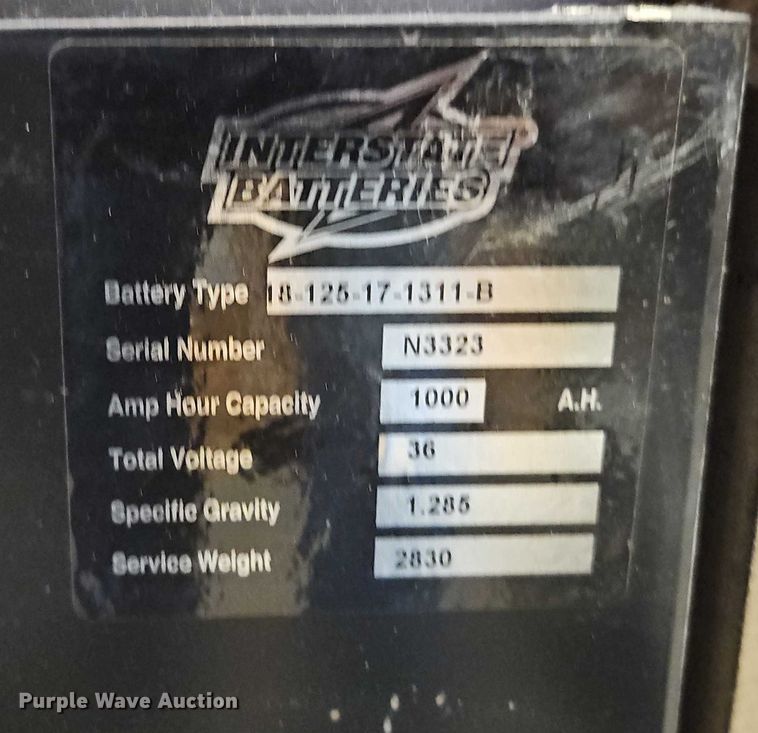 INTERSTATE
BATTERIES
Battery Type 18-125-17-1311-B
Serial Number N3323
Amp Hour Capacity 1000 A.H.
Total Voltage 36
Specific Gravity 1.285
Service Weight 2830
Purple Wave Auction